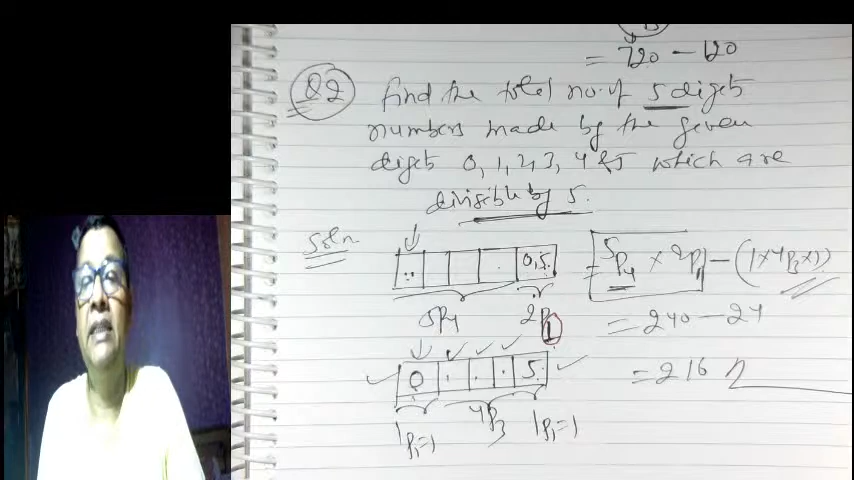 = 720 - 120
Q2 find the total no. of 5 digits
numbers made by the given
digits 0, 1, 2, 3, 4 & 5 which are
divisible by 5.
Soln
0,5 = 5P4 × 2P1 - (1 × 4P3 × 1)
5P4 2P1 = 240 - 24
0 . . . 5 = 216
1P1=1 4P3 1P1=1